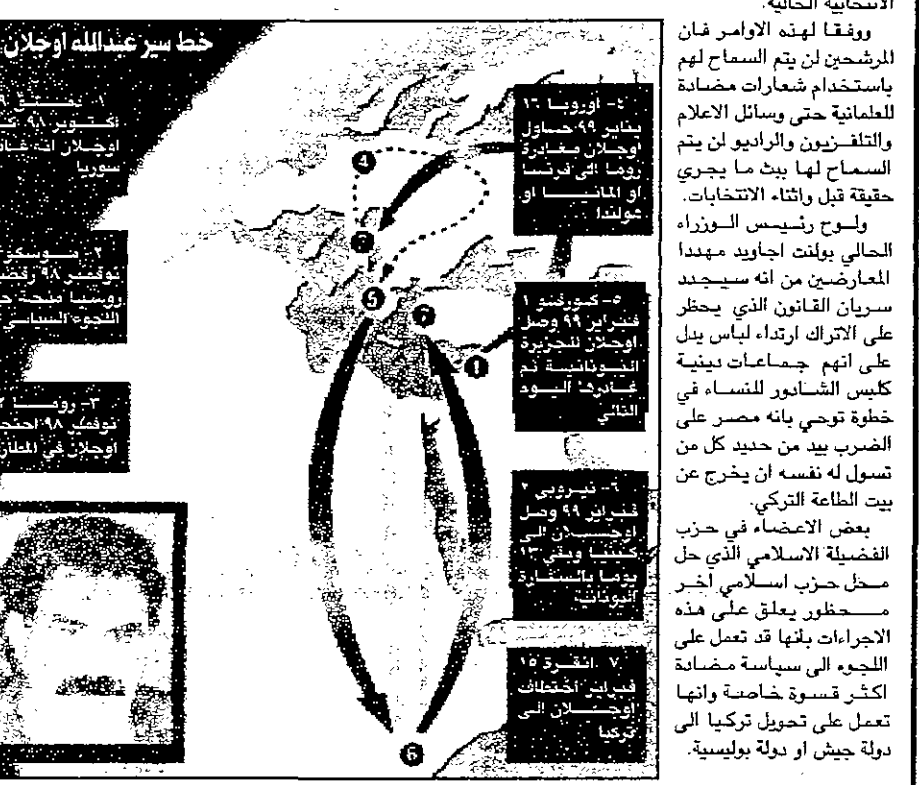 الانتخابية الحالية.
ووفقا لهذه الاوامر فان
المرشحين لن يتم السماح لهم
باستخدام شعارات مضادة
للعلمانية حتى وسائل الاعلام
والتلفزيون والراديو لن يتم
السماح لها ببث ما يجري
حقيقة قبل واثناء الانتخابات.
ولوح رئيس الوزراء
الحالي بولنت اجاويد مهددا
المعارضين من انه سيجدد
سريان القانون الذي يحظر
على الاتراك ارتداء لباس يدل
على انهم جماعات دينية
كلبس الشادور للنساء في
خطوة توحي بانه مصر على
الضرب بيد من حديد كل من
تسول له نفسه ان يخرج عن
بيت الطاعة التركي.
بعض الاعضاء في حزب
الفضيلة الاسلامي الذي حل
محل حزب اسلامي اخر
محظور يعلق على هذه
الاجراءات بانها قد تعمل على
اللجوء الى سياسة مضادة
اكثر قسوة خاصة وانها
تعمل على تحويل تركيا الى
دولة جيش او دولة بوليسية.
خط سير عبدالله اوجلان
١- دمشق ٩
اكتوبر ٩٨
اوجلان
سوريا
٢- موسكو
نوفمبر ٩٨ رفضت
روسيا منحه
اللجوء السياسي
٣- روما
نوفمبر ٩٨
اوجلان في المطار
٤- اوروبا ١٦
يناير ٩٩ حاول
اوجلان مغادرة
روما الى فرنسا
او المانيا او
هولندا
٥- كورفو ١
فبراير ٩٩ وصل
اوجلان للجزيرة
اليونانية ثم
غادرها اليوم
التالي
٦- نيروبي ٢
فبراير ٩٩ وصل
اوجلان الى
كينيا وبقي ١٣
يوما بالسفارة
اليونانية
٧- انقرة ١٥
فبراير اختطاف
اوجلان الى
تركيا
4
5
7
1
6